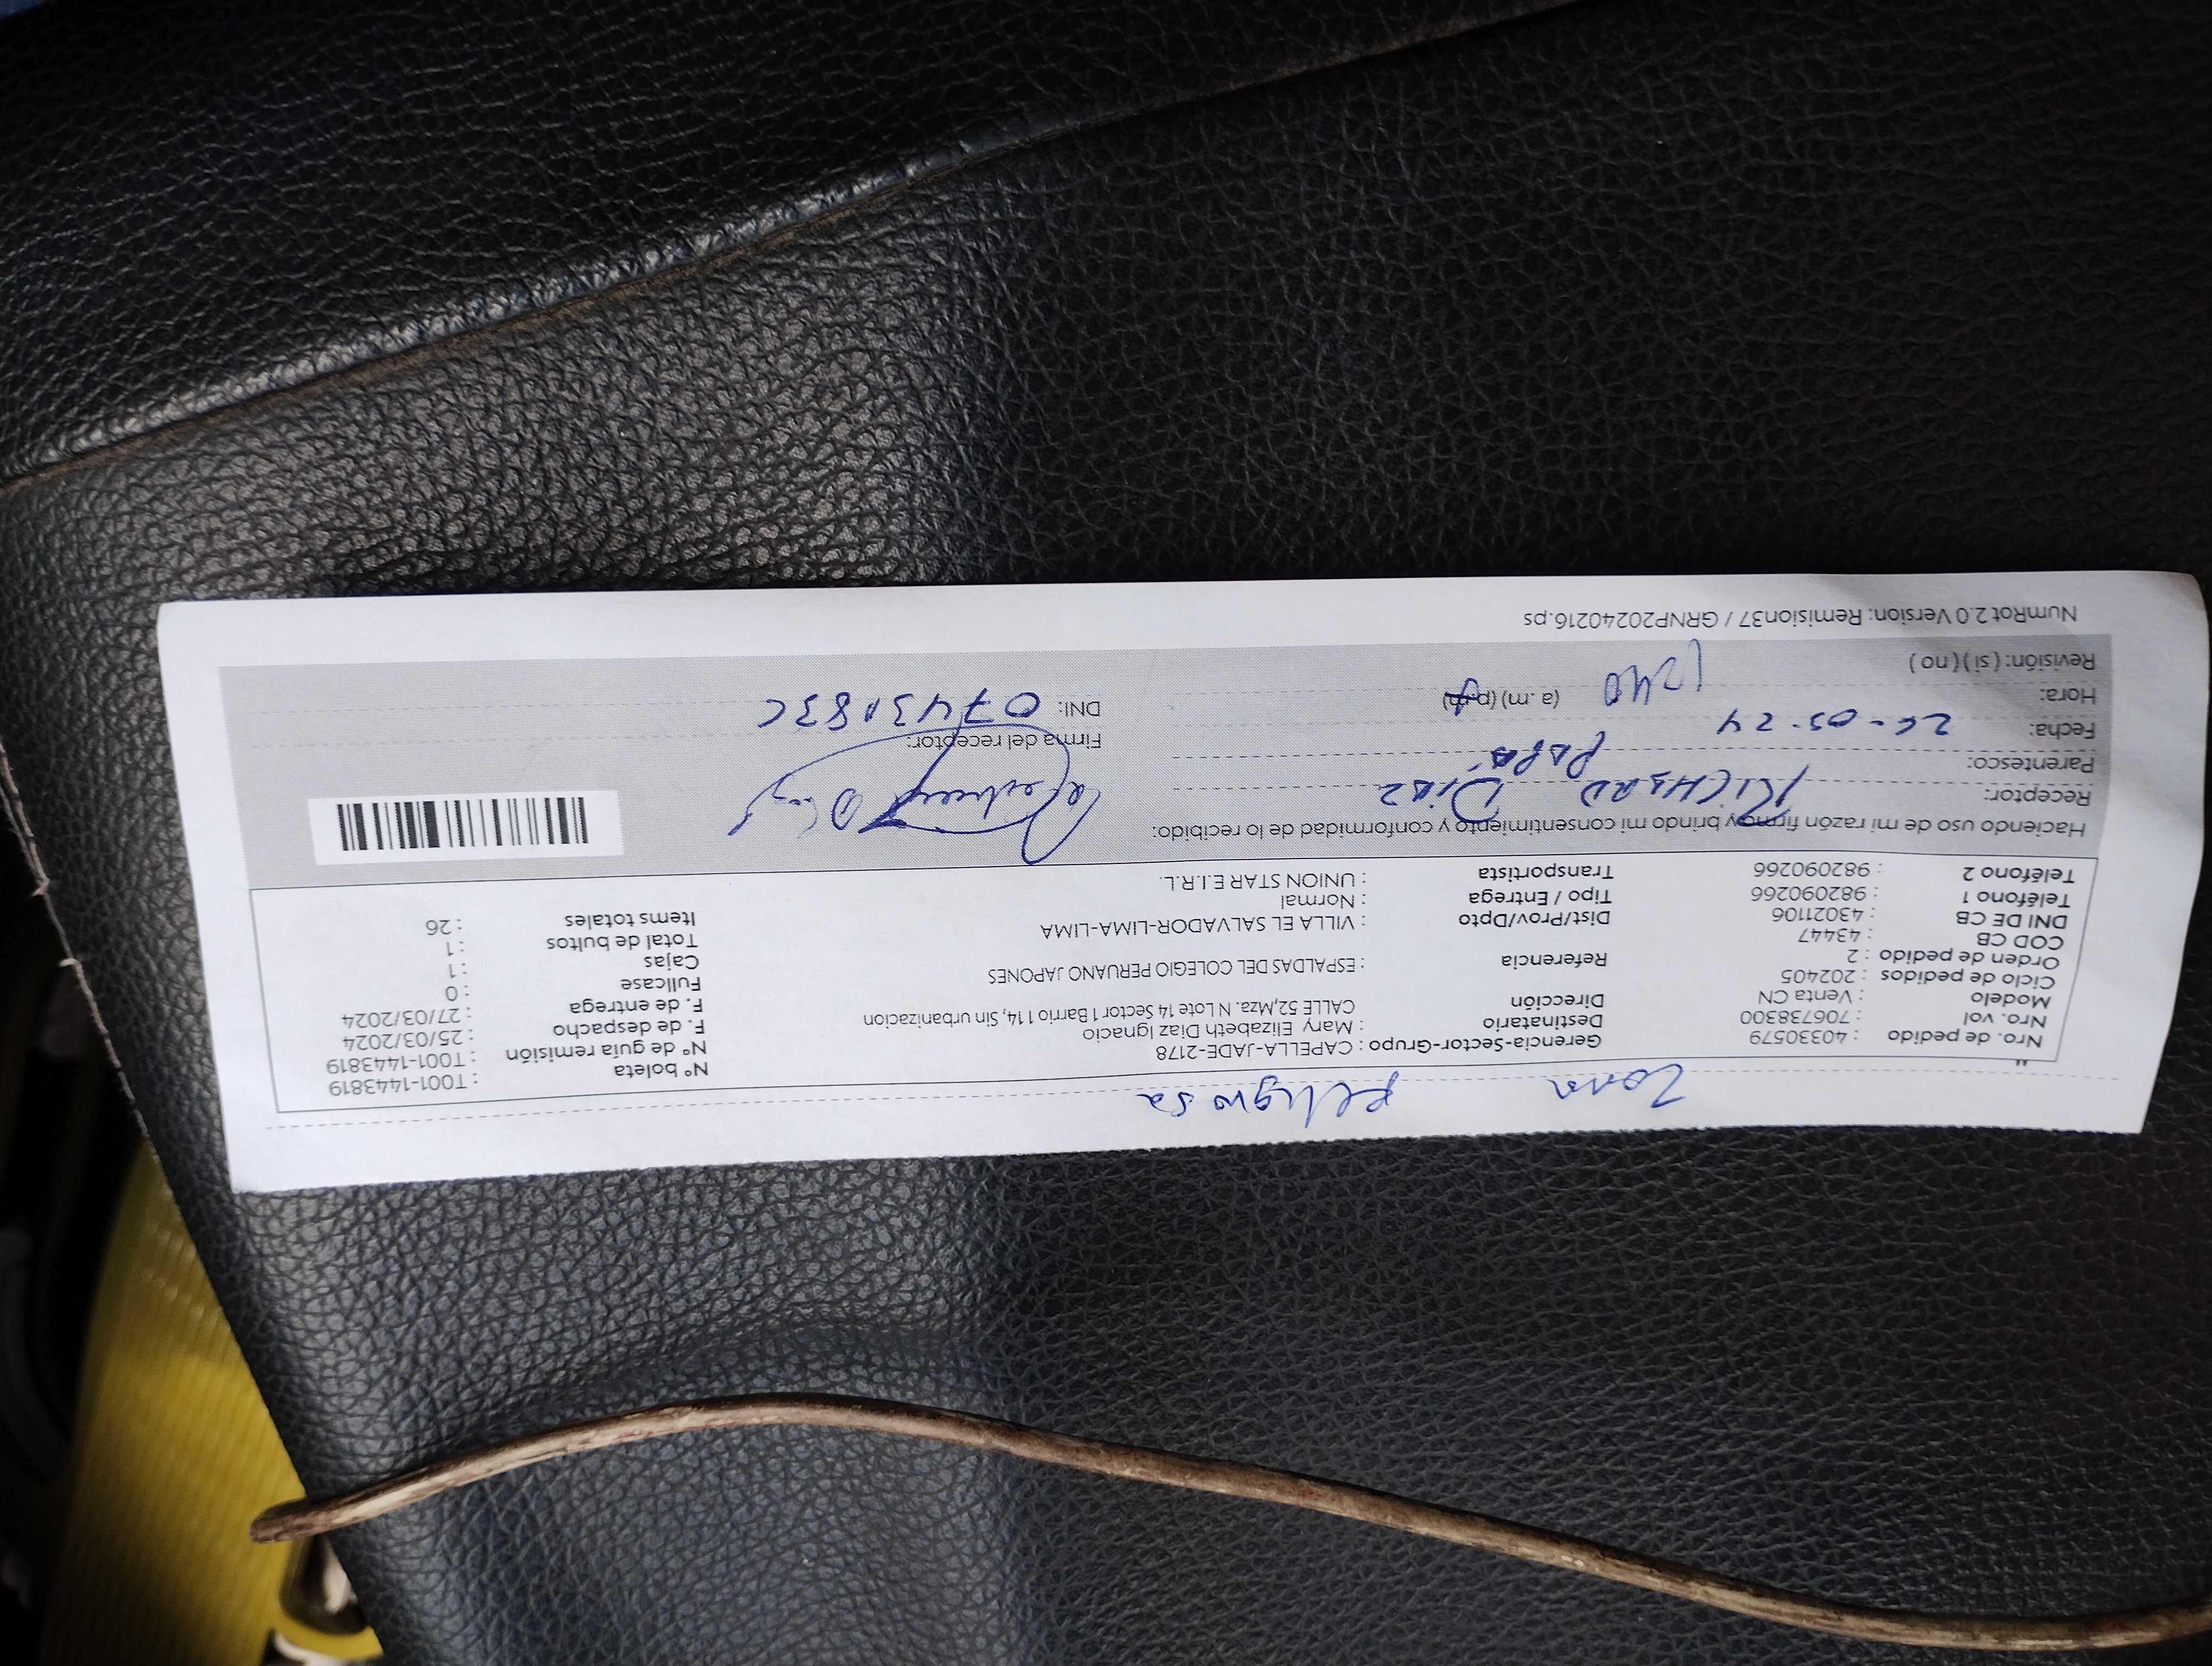 Zona peligrosa
Nro. de pedido : 40330579
Nro. vol : 706738300
Modelo : Venta CN
Ciclo de pedidos : 202405
Orden de pedido : 2
COD CB : 43447
DNI DE CB : 43021106
Teléfono 1 : 982090266
Teléfono 2 : 982090266
Gerencia-Sector-Grupo : CAPELLA-JADE-2178
Destinatario : Mary Elizabeth Diaz Ignacio
Dirección CALLE 52,Mza. N Lote 14 Sector 1 Barrio 1 14, Sin urbanizacion
Referencia : ESPALDAS DEL COLEGIO PERUANO JAPONES
Dist/Prov/Dpto : VILLA EL SALVADOR-LIMA-LIMA
Tipo / Entrega : Normal
Transportista : UNION STAR E.I.R.L.
N° boleta : T001-1443819
N° de guía remisión : T001-1443819
F. de despacho : 25/03/2024
F. de entrega : 27/03/2024
Fullcase : 0
Cajas : 1
Total de bultos : 1
Items totales : 26
Haciendo uso de mi razón firmo y brindo mi consentimiento y conformidad de lo recibido:
Receptor: RICHARD Diaz
Parentesco: PAPÁ
Fecha: 26-03-24
Hora: 1240 (a.m) (p.m)
Revisión: ( si ) ( no )
Firma del receptor:
DNI:
NumRot 2.0 Version: Remision37 / GRNP20240216.ps